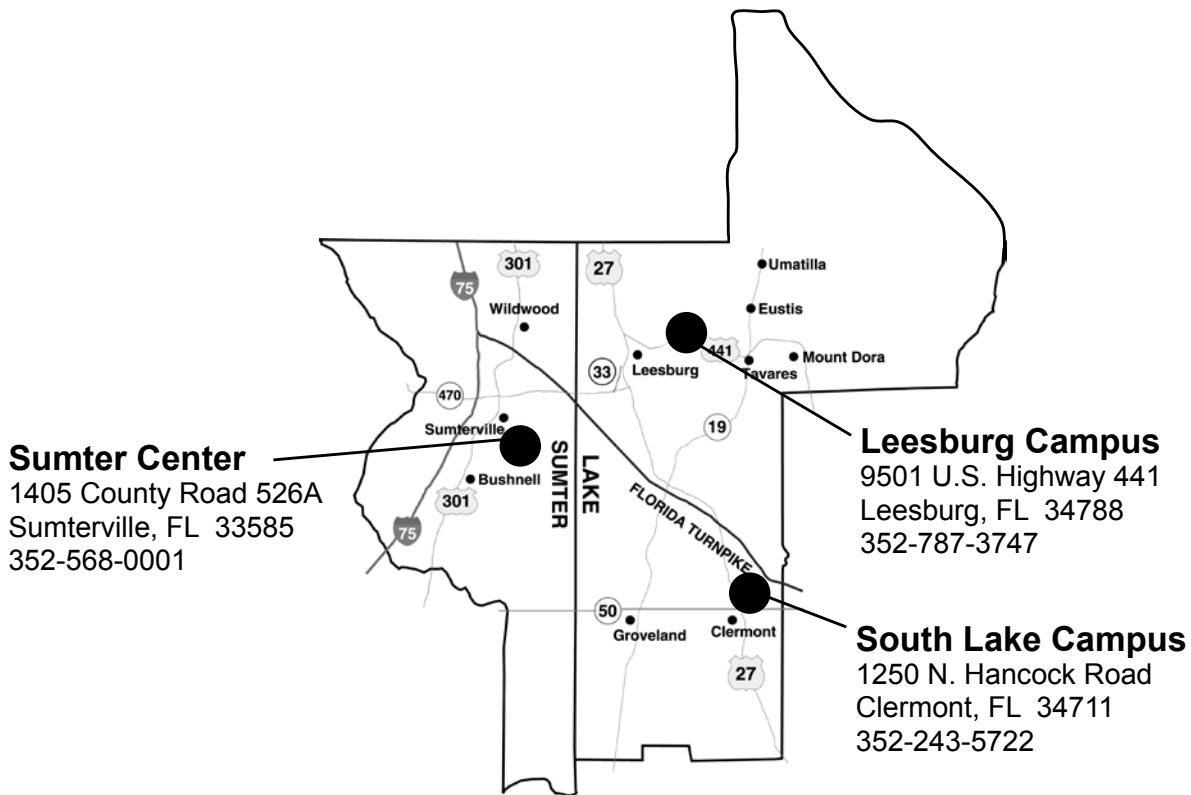 301
27
75
Umatilla
Wildwood
Eustis
441
Mount Dora
Leesburg
Tavares
33
470
19
Sumterville
Sumter Center
1405 County Road 526A
Sumterville, FL  33585
352-568-0001
Leesburg Campus
9501 U.S. Highway 441
Leesburg, FL  34788
352-787-3747
Bushnell
SUMTER
LAKE
301
75
FLORIDA TURNPIKE
50
Groveland
Clermont
27
South Lake Campus
1250 N. Hancock Road
Clermont, FL  34711
352-243-5722